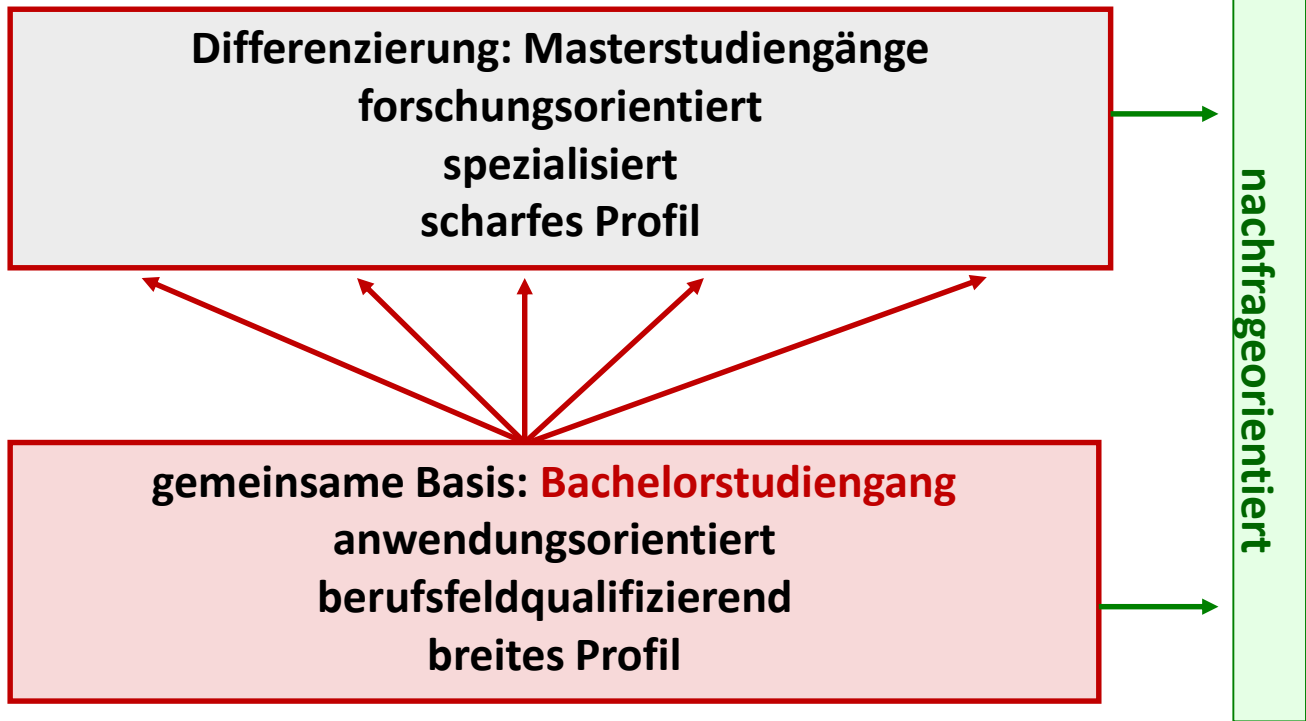 Differenzierung: Masterstudiengänge
forschungsorientiert
spezialisiert
scharfes Profil
gemeinsame Basis: Bachelorstudiengang
anwendungsorientiert
berufsfeldqualifizierend
breites Profil
nachfrageorientiert